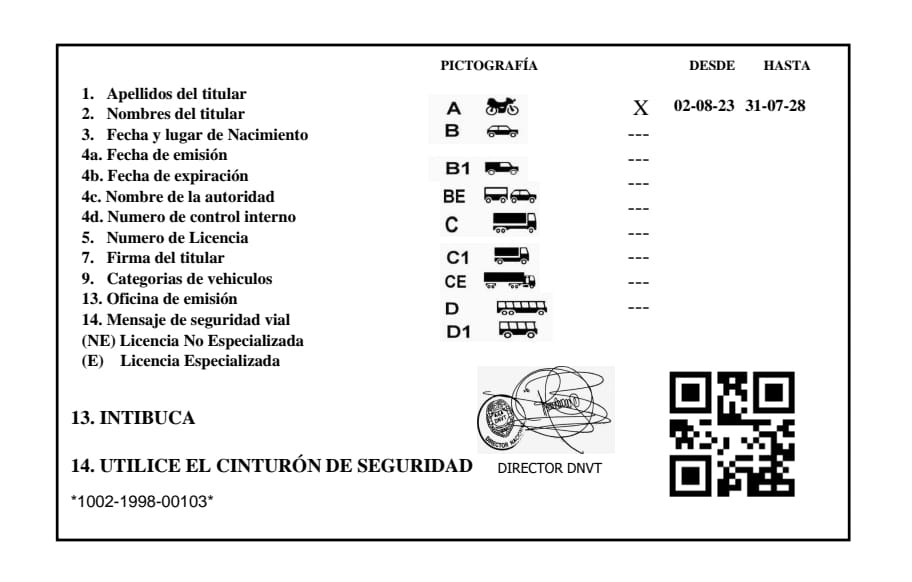 PICTOGRAFÍA DESDE HASTA
1. Apellidos del titular
2. Nombres del titular
3. Fecha y lugar de Nacimiento
4a. Fecha de emisión
4b. Fecha de expiración
4c. Nombre de la autoridad
4d. Numero de control interno
5. Numero de Licencia
7. Firma del titular
9. Categorias de vehiculos
13. Oficina de emisión
14. Mensaje de seguridad vial
(NE) Licencia No Especializada
(E) Licencia Especializada
A X 02-08-23 31-07-28
B ---
B1 ---
BE ---
C ---
C1 ---
CE ---
D ---
D1 ---
13. INTIBUCA
14. UTILICE EL CINTURÓN DE SEGURIDAD
DNVT
DIRECTOR
DIRECTOR DNVT
*1002-1998-00103*